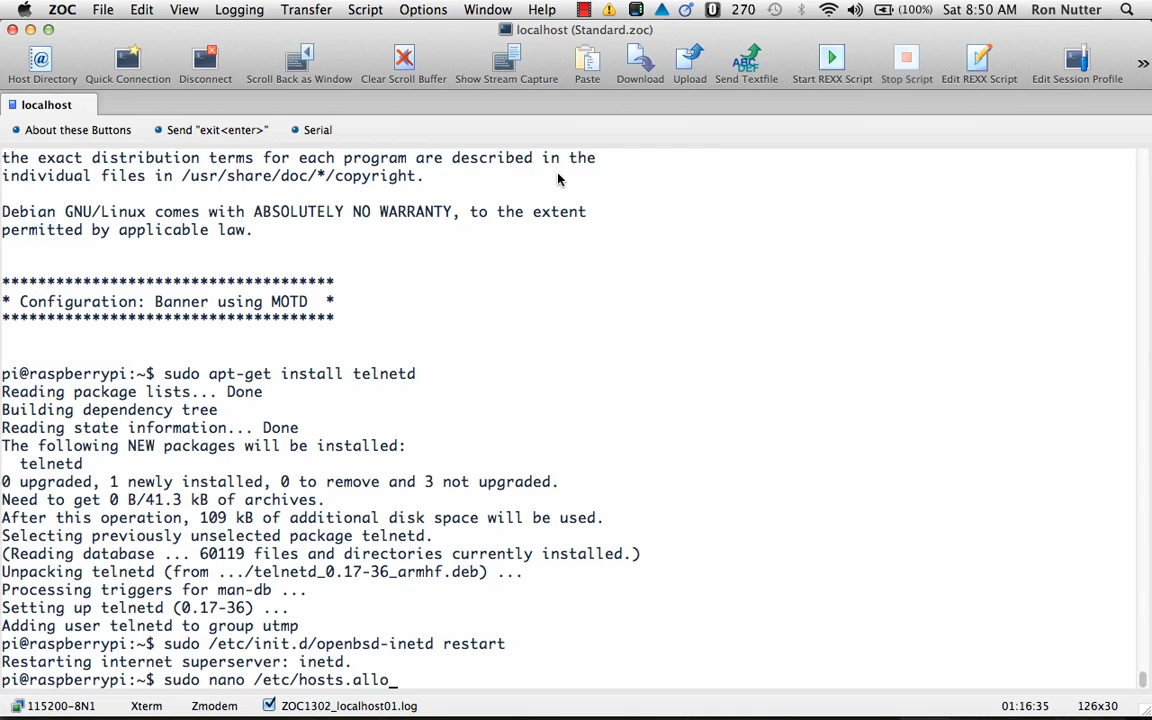 ZOC File Edit View Logging Transfer Script Options Window Help 270 (100%) Sat 8:50 AM Ron Nutter
localhost (Standard.zoc)
Host Directory Quick Connection Disconnect Scroll Back as Window Clear Scroll Buffer Show Stream Capture Paste Download Upload Send Textfile Start REXX Script Stop Script Edit REXX Script Edit Session Profile
localhost
About these Buttons Send "exit<enter>" Serial
the exact distribution terms for each program are described in the
individual files in /usr/share/doc/*/copyright.
Debian GNU/Linux comes with ABSOLUTELY NO WARRANTY, to the extent
permitted by applicable law.
*************************************
* Configuration: Banner using MOTD  *
*************************************
pi@raspberrypi:~$ sudo apt-get install telnetd
Reading package lists... Done
Building dependency tree
Reading state information... Done
The following NEW packages will be installed:
  telnetd
0 upgraded, 1 newly installed, 0 to remove and 3 not upgraded.
Need to get 0 B/41.3 kB of archives.
After this operation, 109 kB of additional disk space will be used.
Selecting previously unselected package telnetd.
(Reading database ... 60119 files and directories currently installed.)
Unpacking telnetd (from .../telnetd_0.17-36_armhf.deb) ...
Processing triggers for man-db ...
Setting up telnetd (0.17-36) ...
Adding user telnetd to group utmp
pi@raspberrypi:~$ sudo /etc/init.d/openbsd-inetd restart
Restarting internet superserver: inetd.
pi@raspberrypi:~$ sudo nano /etc/hosts.allo_
115200-8N1 Xterm Zmodem ZOC1302_localhost01.log 01:16:35 126x30